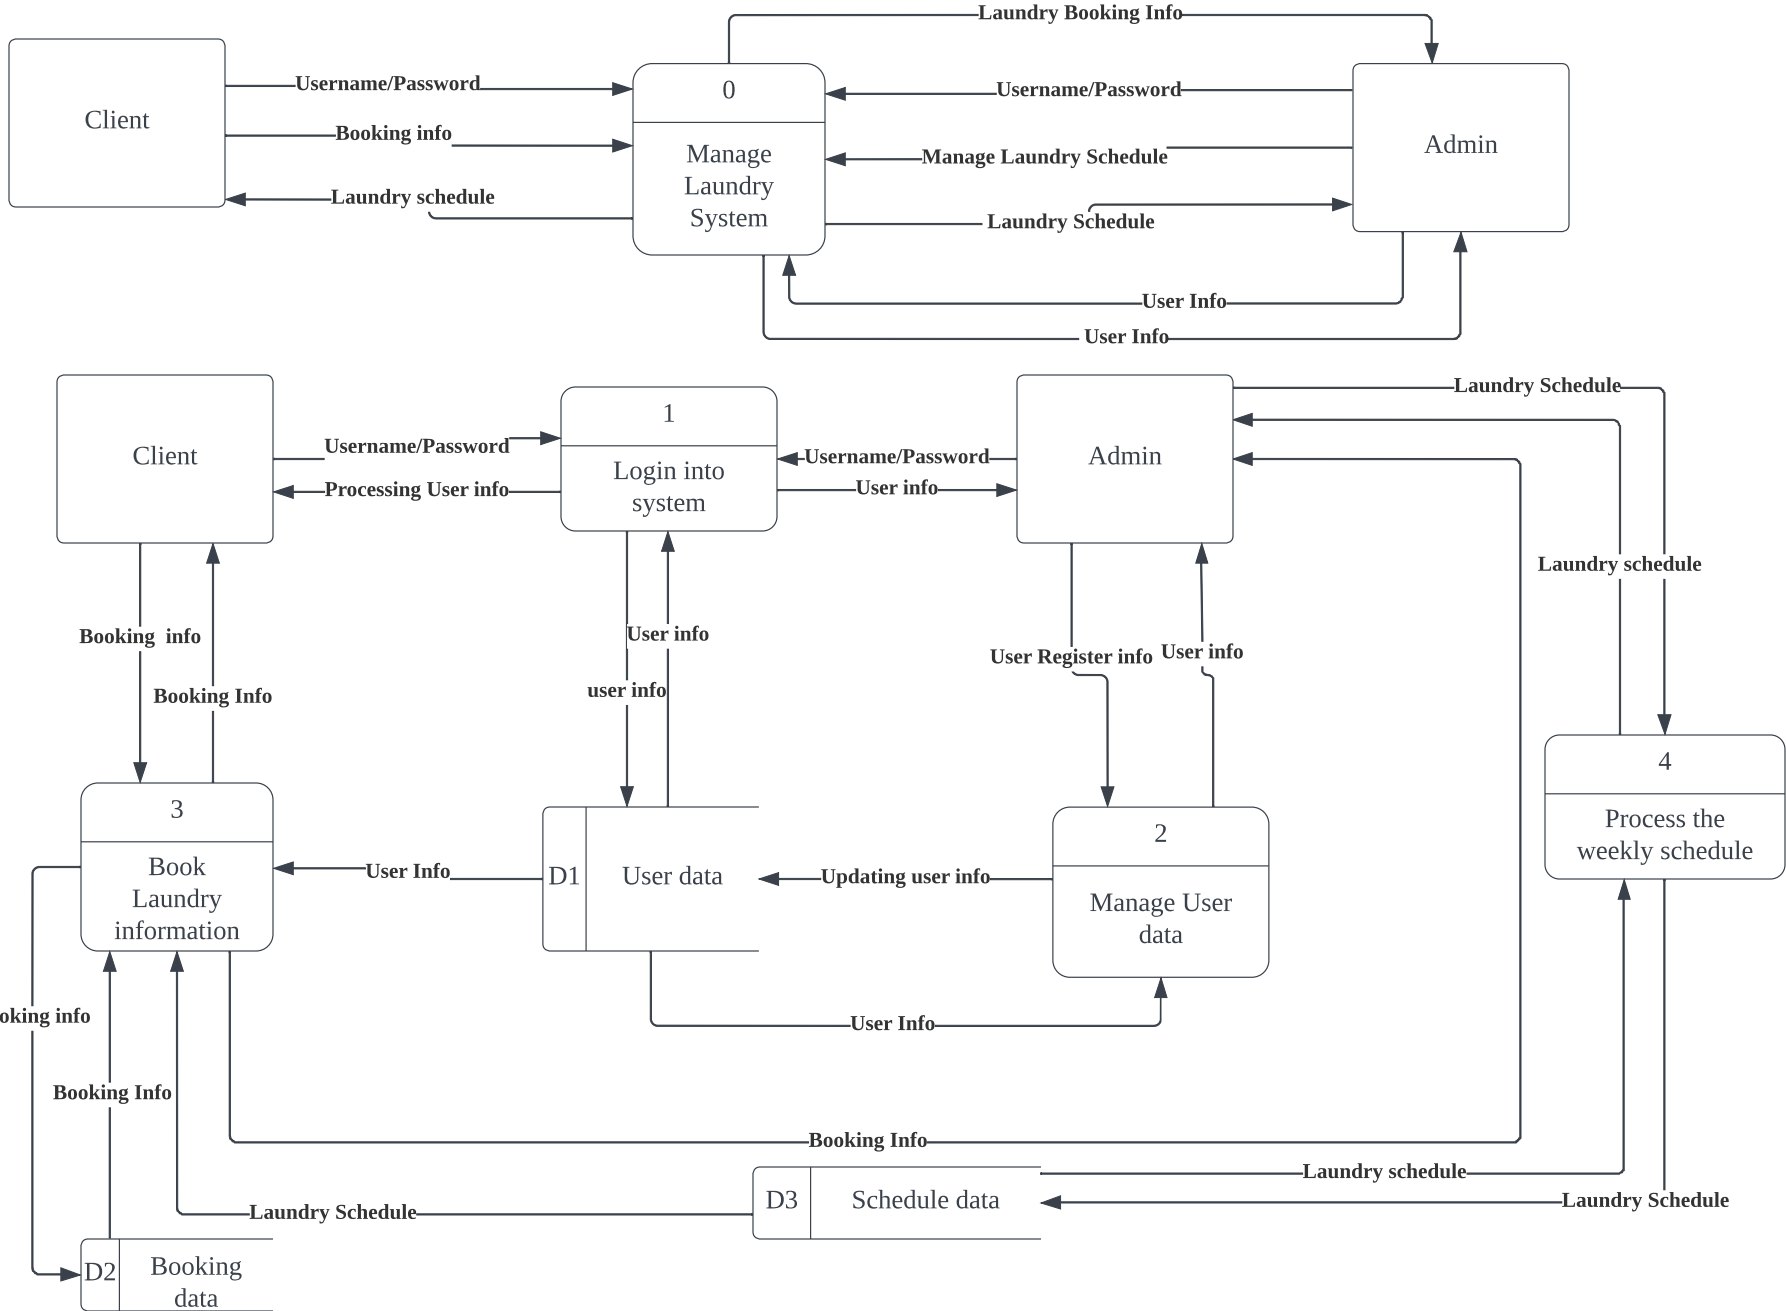 Laundry Booking Info
Client
Username/Password
Booking info
Laundry schedule
0
Manage
Laundry
System
Username/Password
Manage Laundry Schedule
Laundry Schedule
Admin
User Info
User Info
Client
Username/Password
Processing User info
1
Login into
system
Username/Password
User info
Admin
Laundry Schedule
Laundry schedule
Booking  info
Booking Info
User info
user info
User Register info
User info
3
Book
Laundry
information
User Info
D1
User data
Updating user info
2
Manage User
data
4
Process the
weekly schedule
oking info
User Info
Booking Info
Booking Info
Laundry schedule
D3
Schedule data
Laundry Schedule
Laundry Schedule
D2
Booking
data